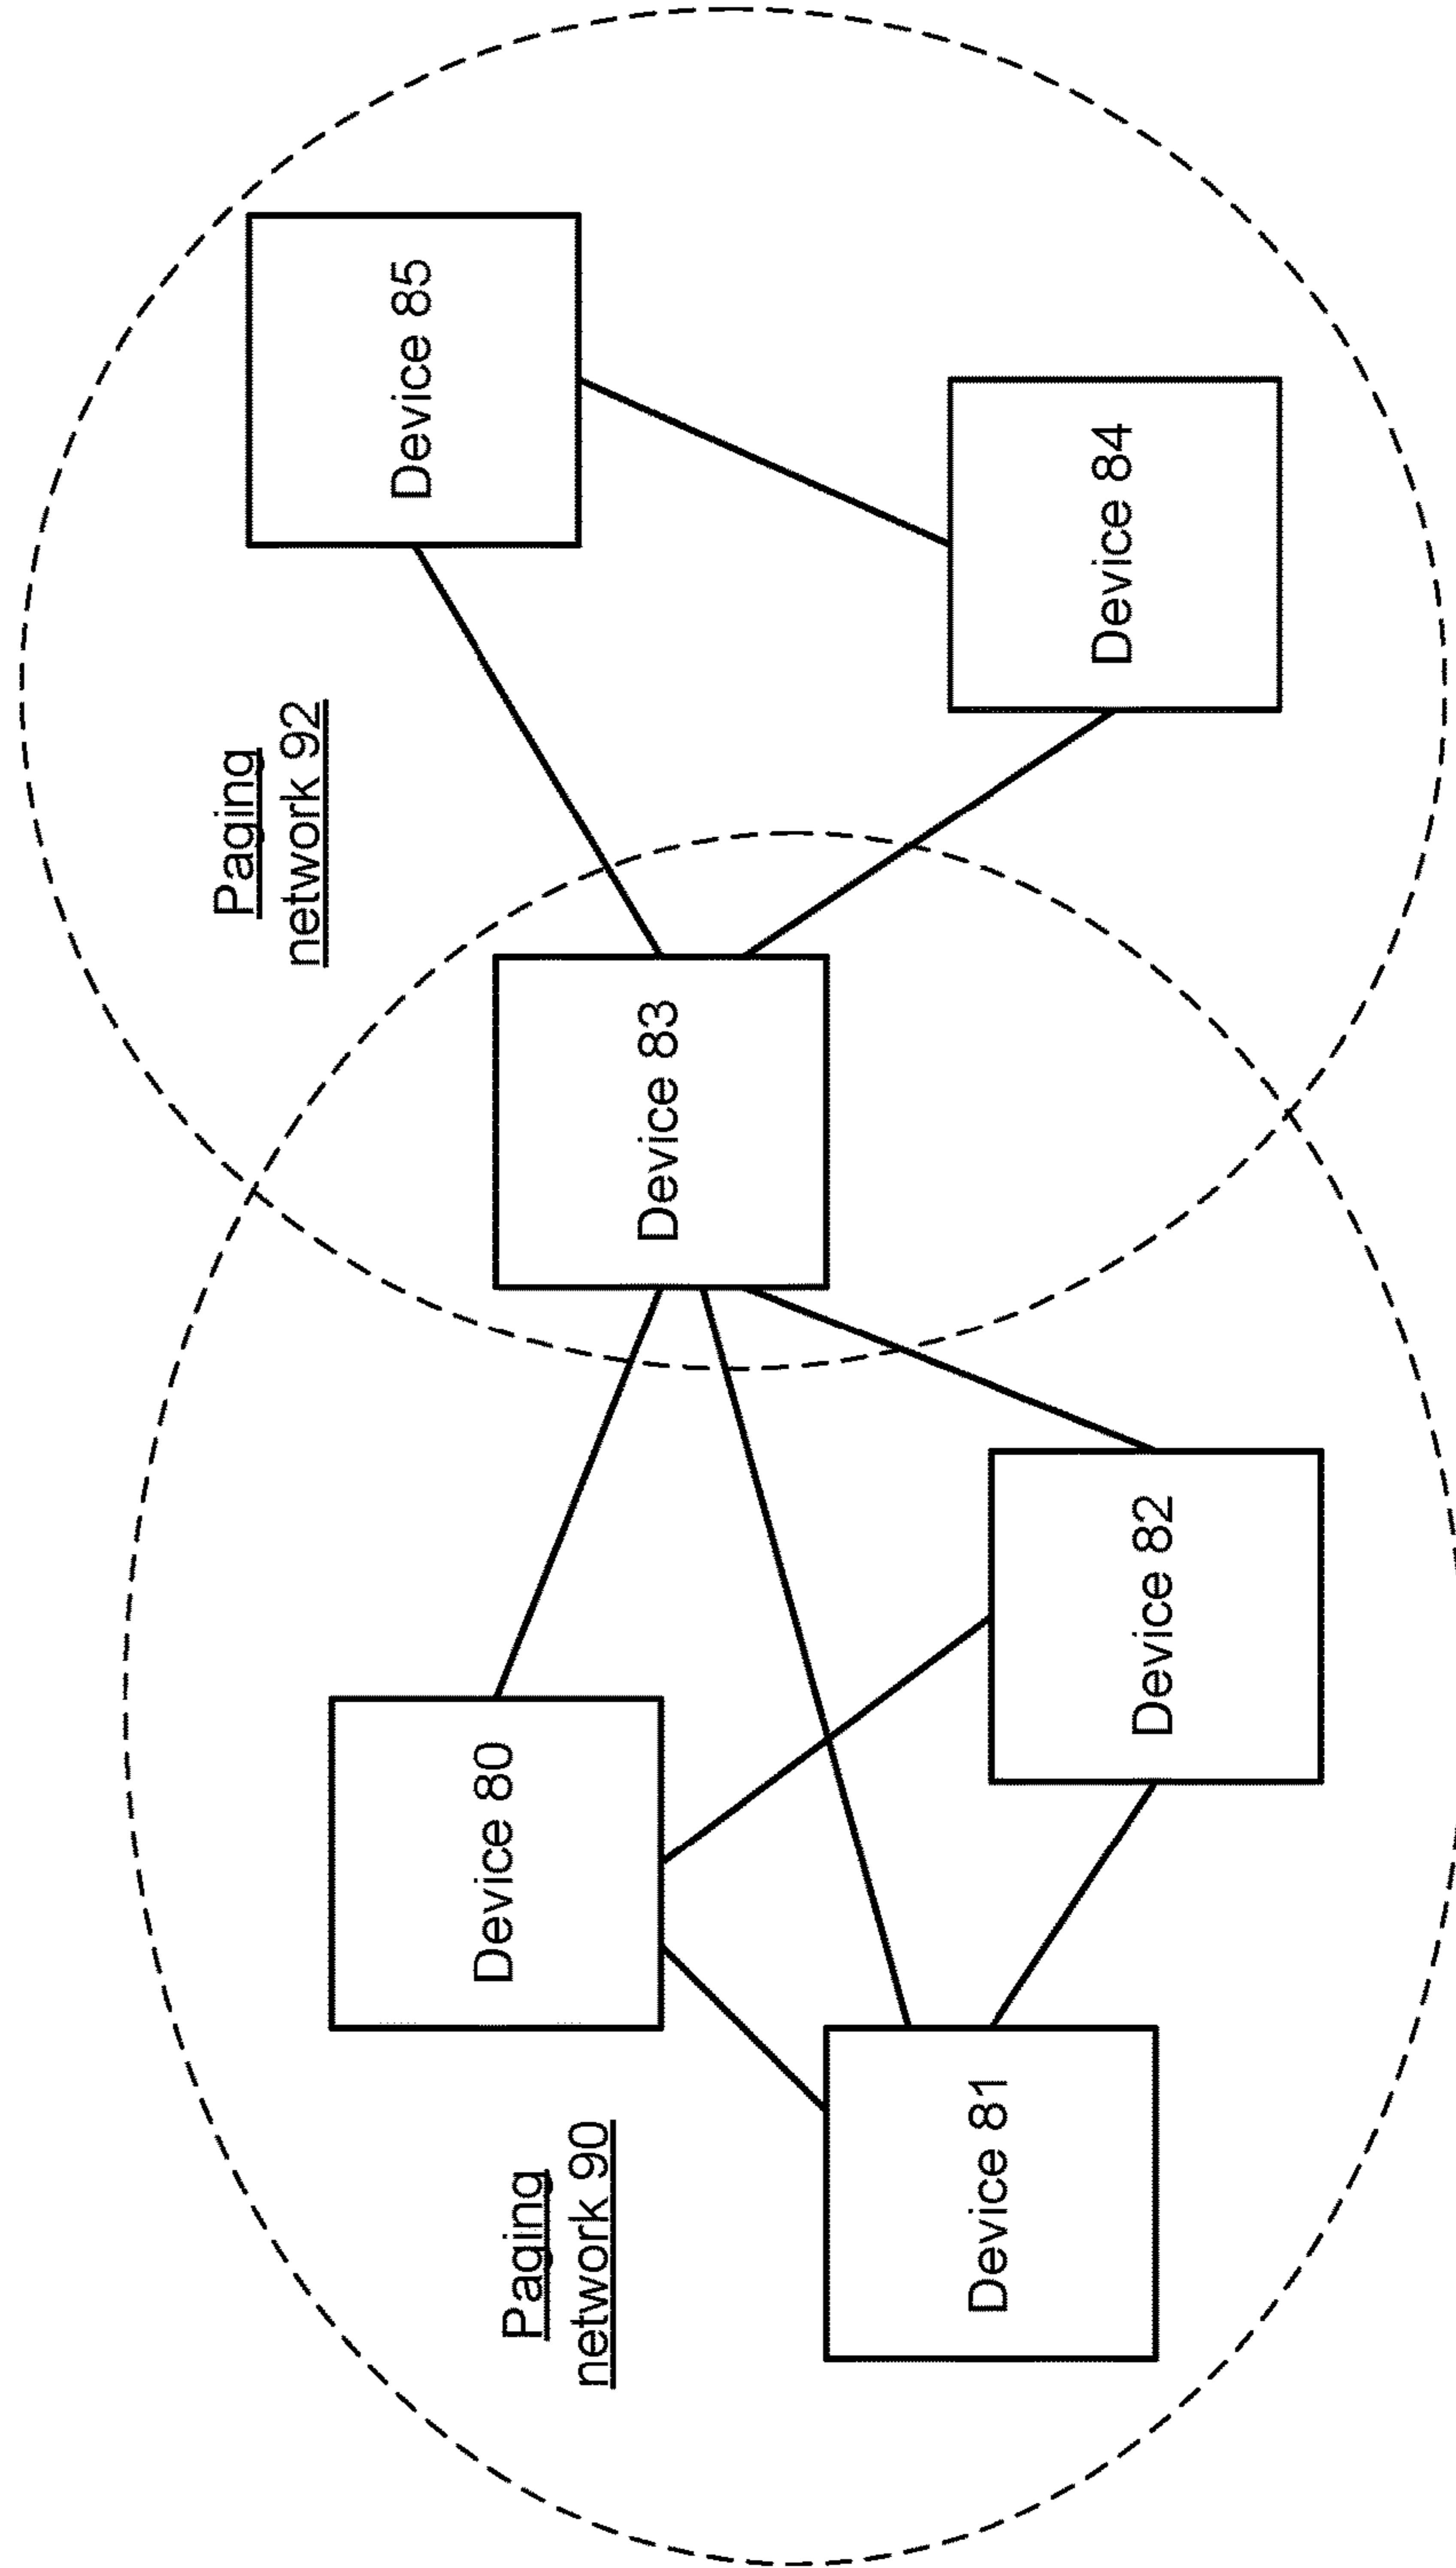 Paging
network 90
Device 81
Device 80
Device 82
Device 83
Paging
network 92
Device 84
Device 85